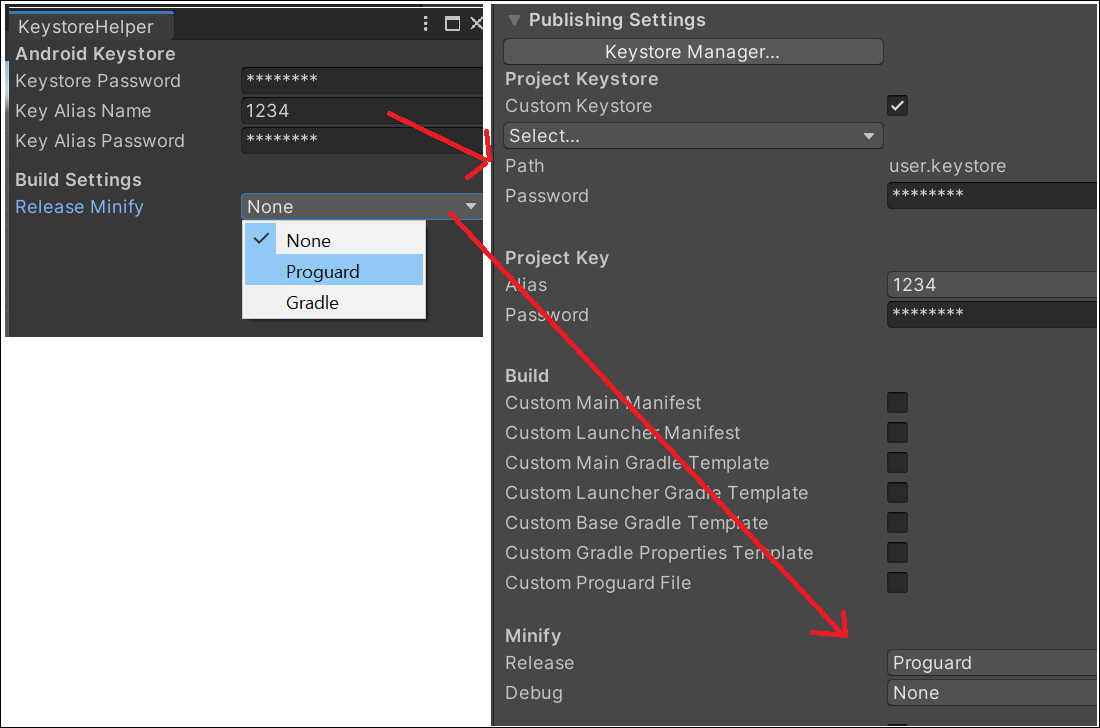 KeystoreHelper
Android Keystore
Keystore Password ********
Key Alias Name 1234
Key Alias Password ********
Build Settings
Release Minify None
None
Proguard
Gradle
Publishing Settings
Keystore Manager...
Project Keystore
Custom Keystore
Select...
Path user.keystore
Password ********
Project Key
Alias 1234
Password ********
Build
Custom Main Manifest
Custom Launcher Manifest
Custom Main Gradle Template
Custom Launcher Gradle Template
Custom Base Gradle Template
Custom Gradle Properties Template
Custom Proguard File
Minify
Release Proguard
Debug None